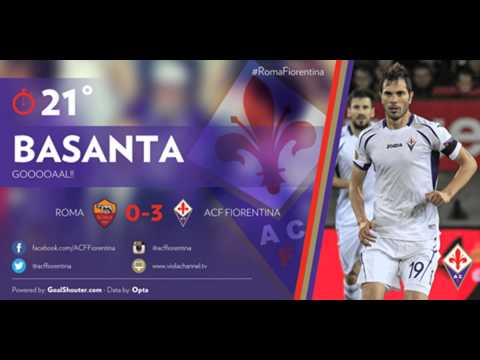 #RomaFiorentina
21°
BASANTA
GOOOOAAL!!
ROMA 0-3 ACF FIORENTINA
facebook.com/ACFFiorentina @acffiorentina
@acffiorentina www.violachannel.tv
Powered by: GoalShouter.com - Data by: Opta
A C
F
Joma
19
A C